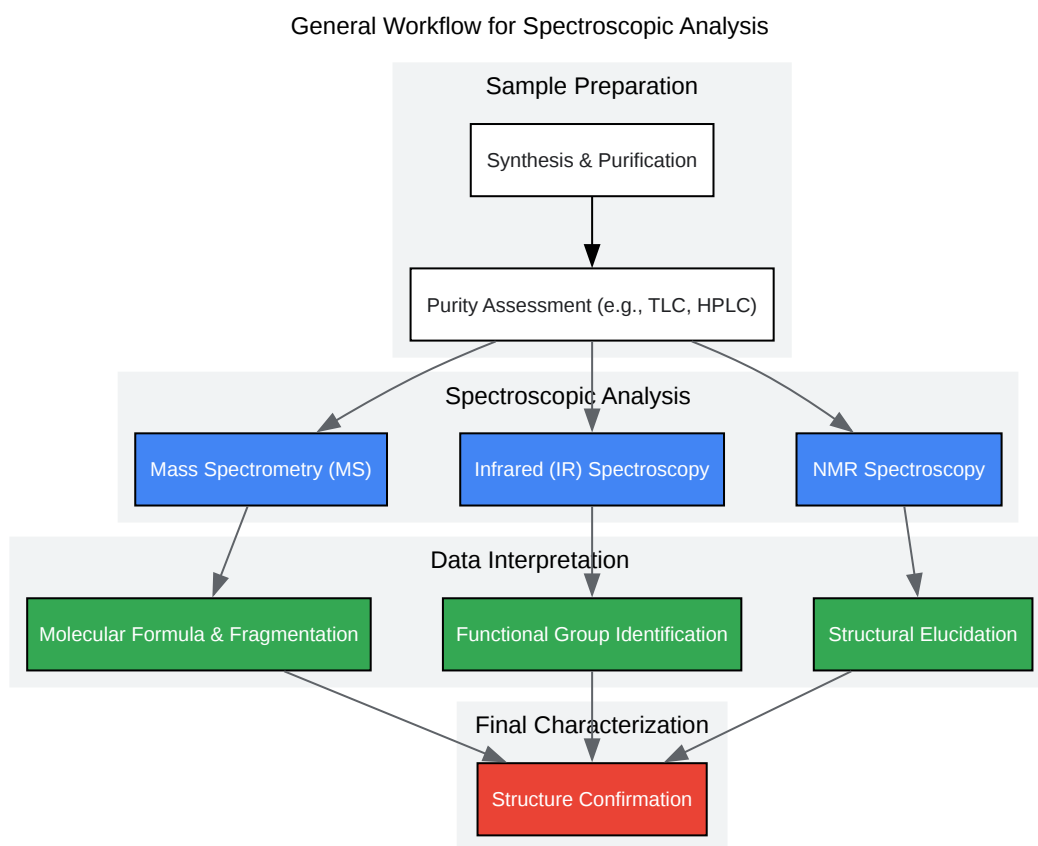 General Workflow for Spectroscopic Analysis
Sample Preparation
Synthesis & Purification
Purity Assessment (e.g., TLC, HPLC)
Spectroscopic Analysis
Mass Spectrometry (MS)
Infrared (IR) Spectroscopy
NMR Spectroscopy
Data Interpretation
Molecular Formula & Fragmentation
Functional Group Identification
Structural Elucidation
Final Characterization
Structure Confirmation